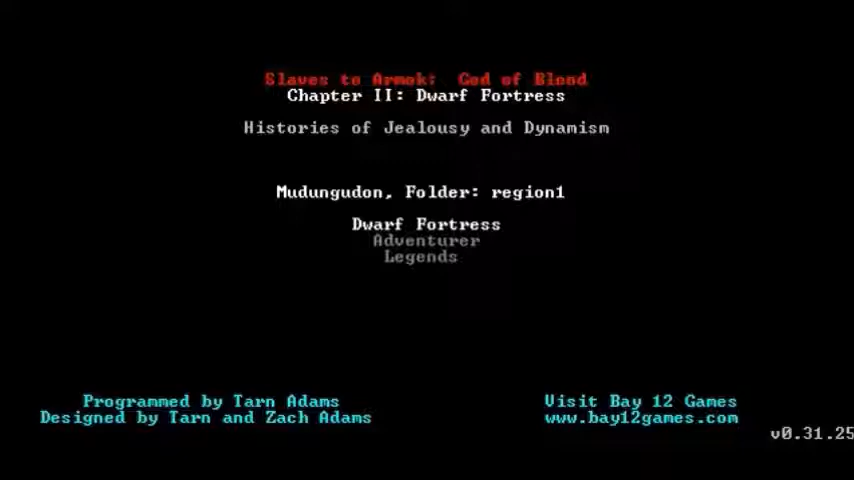 Slaves to Armok:  God of Blood
Chapter II: Dwarf Fortress
Histories of Jealousy and Dynamism
Mudungudon, Folder: region1
Dwarf Fortress
Adventurer
Legends
Programmed by Tarn Adams
Designed by Tarn and Zach Adams
Visit Bay 12 Games
www.bay12games.com
v0.31.25